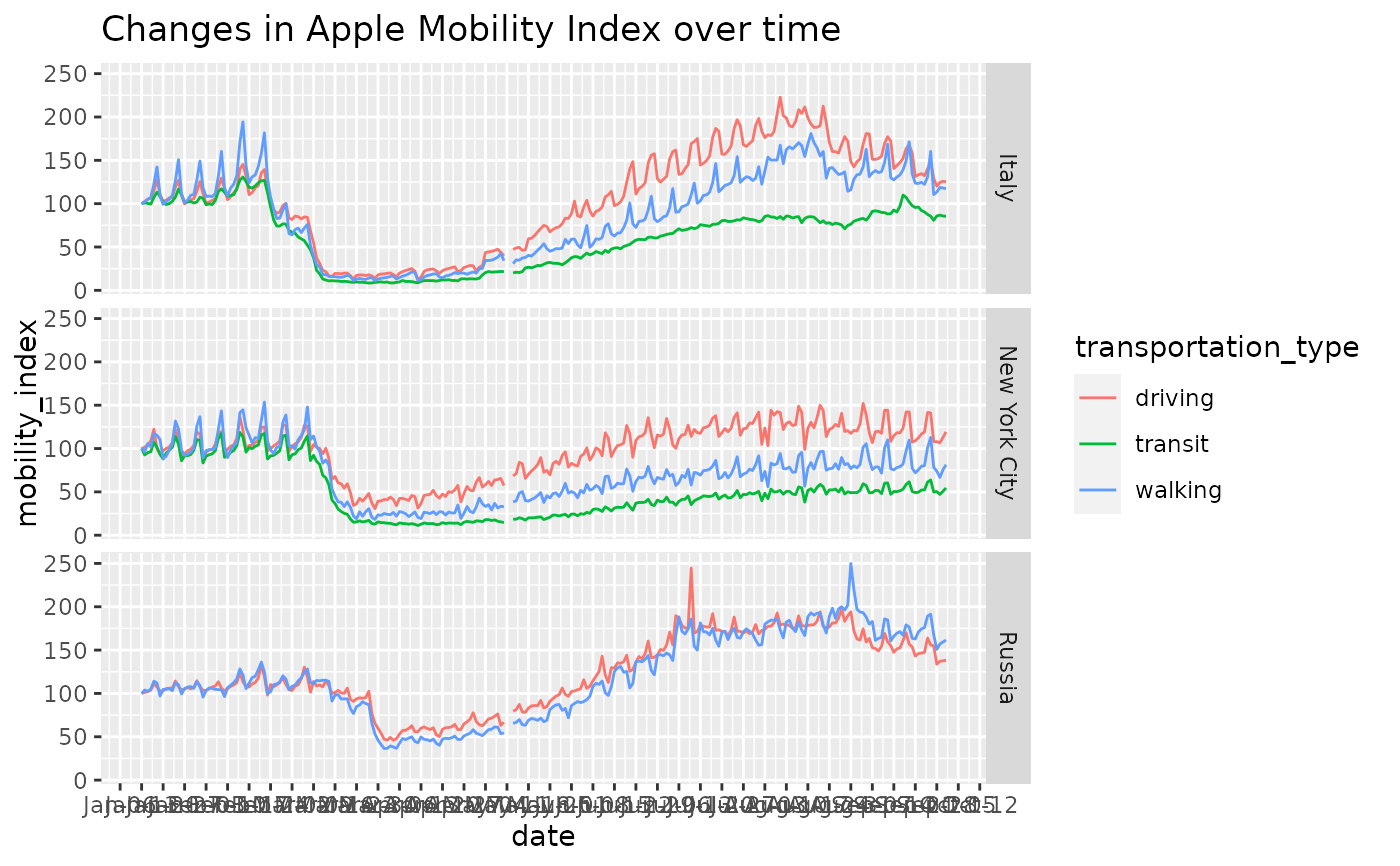 Changes in Apple Mobility Index over time
250
200
150
100
50
0
Italy
250
200
150
100
50
0
New York City
250
200
150
100
50
0
Russia
mobility_index
date
transportation_type
driving
transit
walking